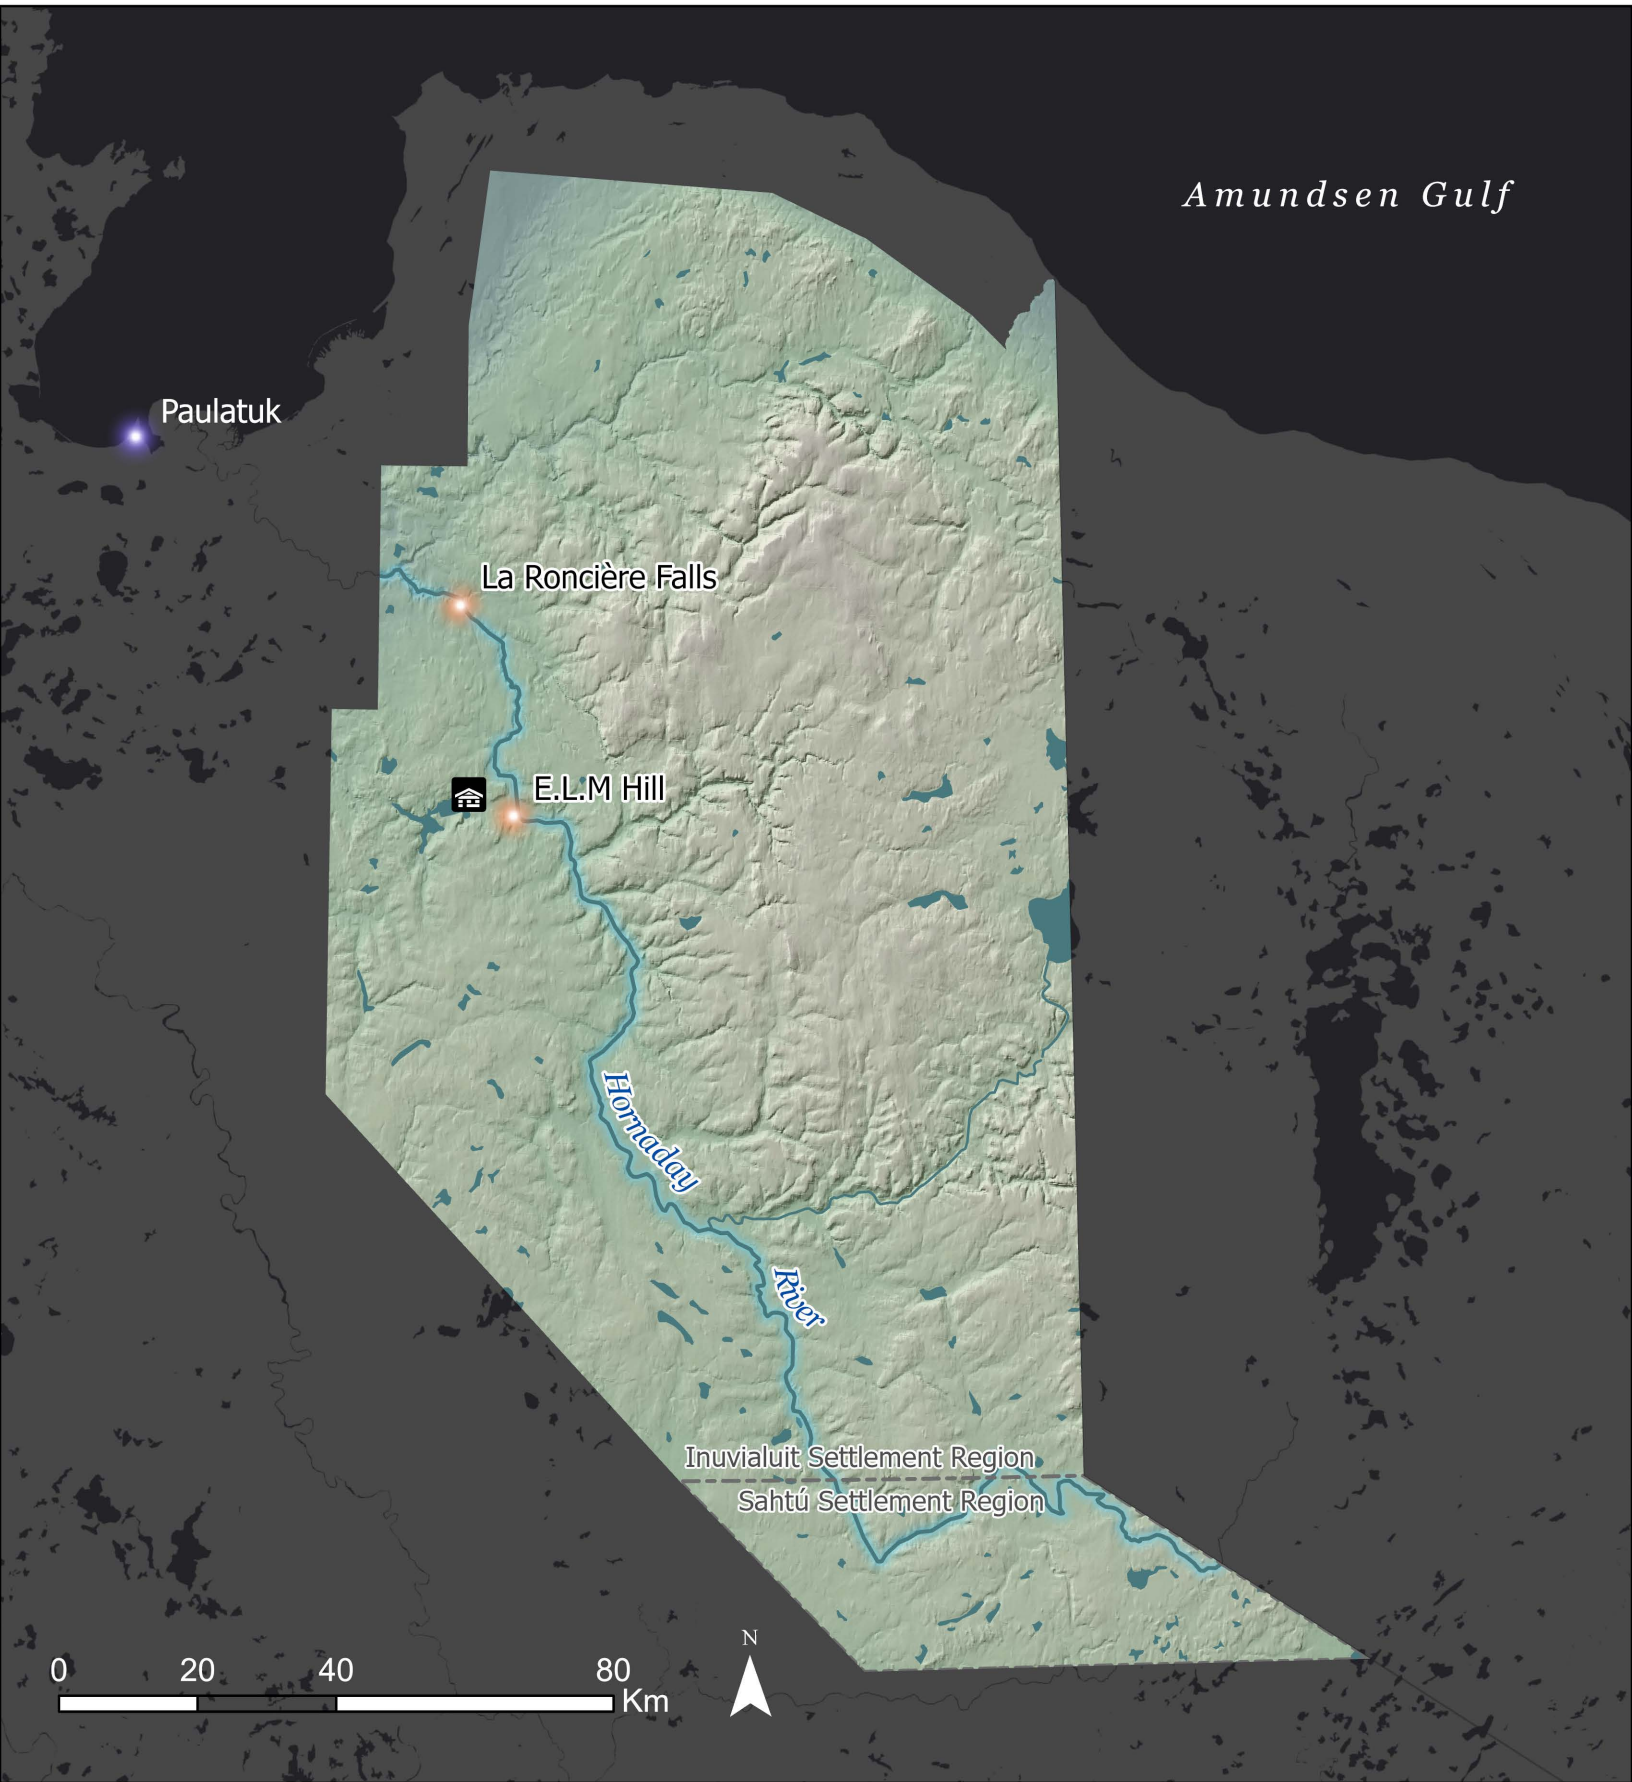 Amundsen Gulf
Paulatuk
La Roncière Falls
E.L.M Hill
Hornaday
River
Inuvialuit Settlement Region
Sahtú Settlement Region
N
0 20 40 80
Km